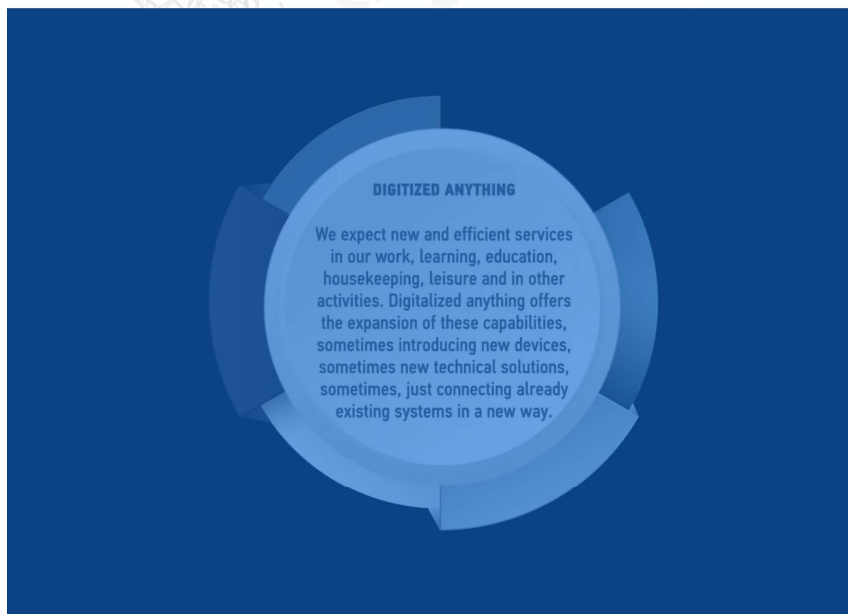 DIGITIZED ANYTHING
We expect new and efficient services
in our work, learning, education,
housekeeping, leisure and in other
activities. Digitalized anything offers
the expansion of these capabilities,
sometimes introducing new devices,
sometimes new technical solutions,
sometimes, just connecting already
existing systems in a new way.